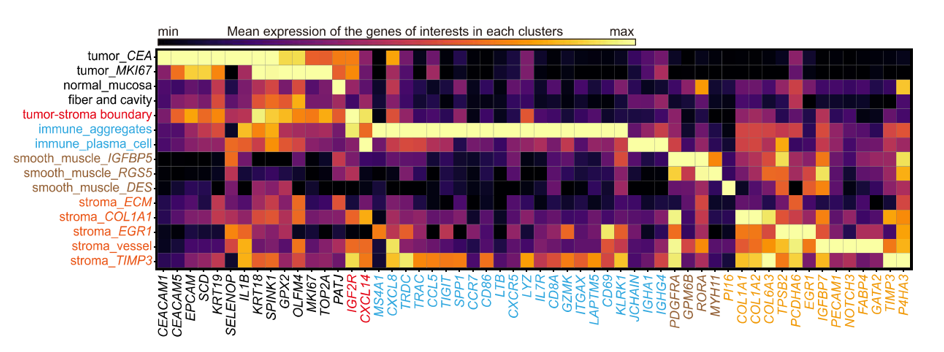 min Mean expression of the genes of interests in each clusters max
tumor_CEA
tumor_MKI67
normal_mucosa
fiber and cavity
tumor-stroma boundary
immune_aggregates
immune_plasma_cell
smooth_muscle_IGFBP5
smooth_muscle_RGS5
smooth_muscle_DES
stroma_ECM
stroma_COL1A1
stroma_EGR1
stroma_vessel
stroma_TIMP3
CEACAM1
CEACAM5
EPCAM
SCD
KRT19
SELENOP
IL1B
KRT18
SPINK1
GPX2
OLFM4
MKI67
TOP2A
PATJ
IGF2R
CXCL14
MS4A1
CXCL8
TRBC1
TRAC
CCL5
TIGIT
SPP1
CD86
LTB
CCR7
CXCR5
LYZ
IL7R
CD8A
GZMK
ITGAX
LAPTM5
CD69
KLRK1
JCHAIN
IGHA1
IGHG4
PDGFRA
GPM6B
RORA
MYH11
PI16
COL1A1
COL1A2
COL6A3
TPSB2
PCDHA6
EGR1
IGFBP7
PECAM1
NOTCH3
FABP4
GATA2
TIMP3
P4HA3